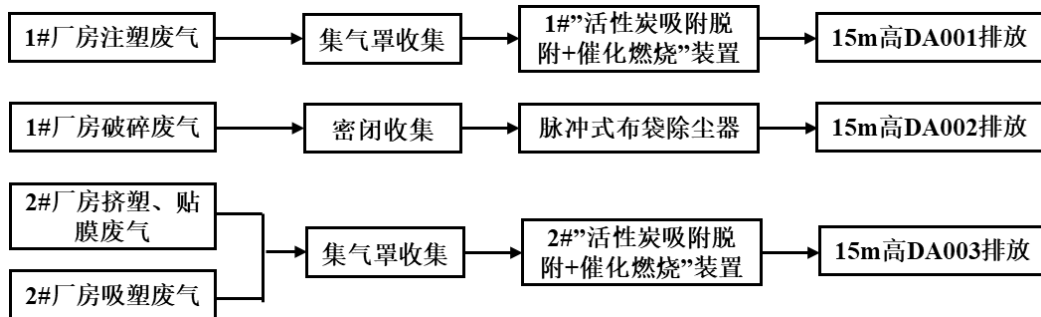 1#厂房注塑废气
集气罩收集
1#”活性炭吸附脱
附+催化燃烧”装置
15m高DA001排放
1#厂房破碎废气
密闭收集
脉冲式布袋除尘器
15m高DA002排放
2#厂房挤塑、贴
膜废气
2#厂房吸塑废气
集气罩收集
2#”活性炭吸附脱
附+催化燃烧”装置
15m高DA003排放